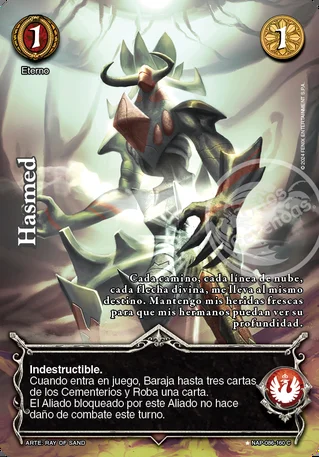 1
1
Eterno
© 2024 FENIX ENTERTAINMENT S.P.A.
Hasmed
Cada camino, cada línea de nube,
cada flecha divina, me lleva al mismo
destino. Mantengo mis heridas frescas
para que mis hermanos puedan ver su
profundidad.
Indestructible.
Cuando entra en juego, Baraja hasta tres cartas
de los Cementerios y Roba una carta.
El Aliado bloqueado por este Aliado no hace
daño de combate este turno.
ARTE: RAY OF SAND
NAP-086-160 C